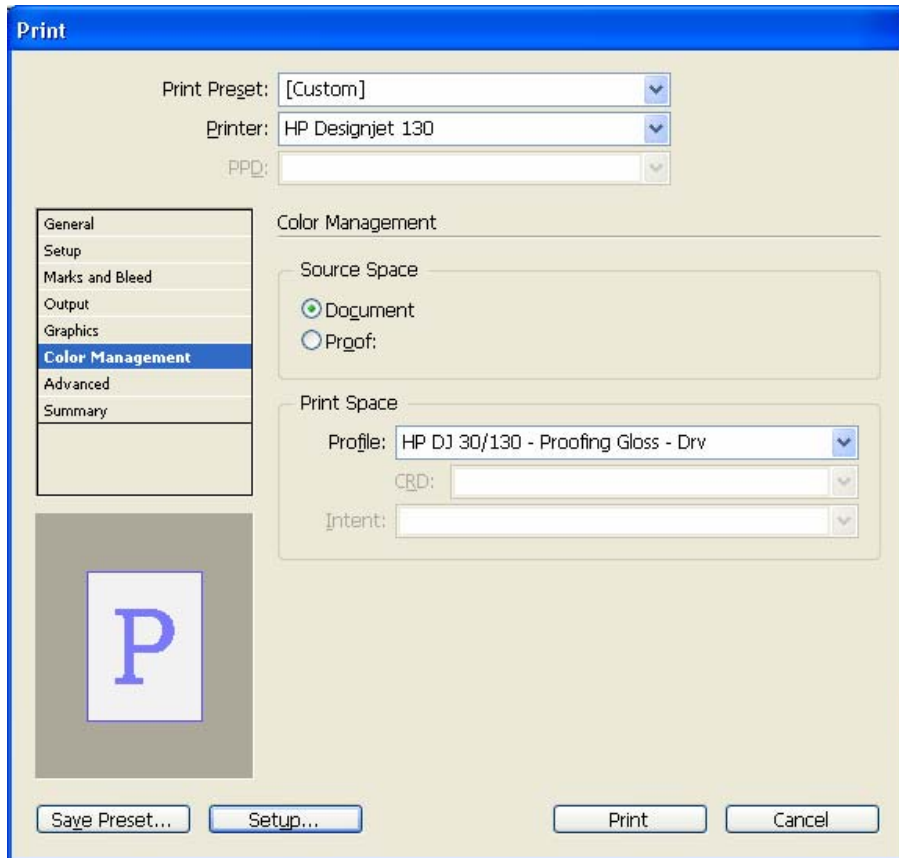 Print
Print Preset: [Custom]
Printer: HP Designjet 130
PPD:
General
Setup
Marks and Bleed
Output
Graphics
Color Management
Advanced
Summary
Color Management
Source Space
Document
Proof:
Print Space
Profile: HP DJ 30/130 - Proofing Gloss - Drv
CRD:
Intent:
P
Save Preset...
Setup...
Print
Cancel